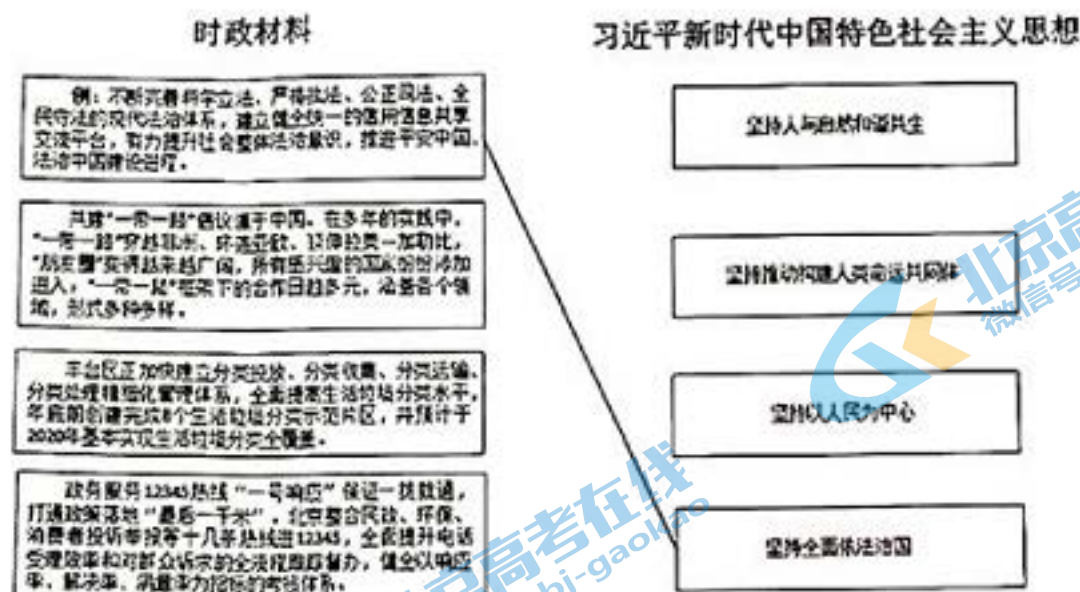 时政材料
习近平新时代中国特色社会主义思想
例：不断完善科学立法、严格执法、公正司法、全
民守法的现代法治体系，建立健全统一的信用信息共享
交流平台，有力提升社会整体法治意识，推进平安中国、
法治中国建设进程。
共建“一带一路”倡议源于中国。在多年的实践中，
“一带一路”穿越非洲、环连亚欧、延伸拉美—加勒比，
“朋友圈”变得越来越广阔，所有感兴趣的国家纷纷添加
进入，“一带一路”框架下的合作日趋多元，涵盖各个领
域，形式多种多样。
丰台区正加快建立分类投放、分类收集、分类运输、
分类处理精细化管理体系，全面提高生活垃圾分类水平，
年底前创建完成8个生活垃圾分类示范片区，并预计于
2020年基本实现生活垃圾分类全覆盖。
政务服务12345热线“一号响应”保证一拨就通，
打通政策落地“最后一千米”，北京整合民政、环保、
消费者投诉举报等十几条热线进12345，全面提升电话
受理效率和对群众诉求的全流程跟踪督办，健全以响应
率、解决率、满意率为指标的考核体系。
坚持人与自然和谐共生
坚持推动构建人类命运共同体
坚持以人民为中心
坚持全面依法治国
北京高
微信号
京高考在线
bj-gaokao